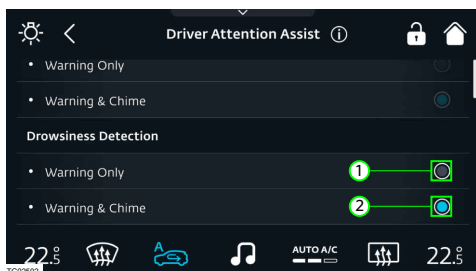 Driver Attention Assist
• Warning Only
• Warning & Chime
Drowsiness Detection
• Warning Only
1
• Warning & Chime
2
22.5°
A
AUTO A/C
22.5°